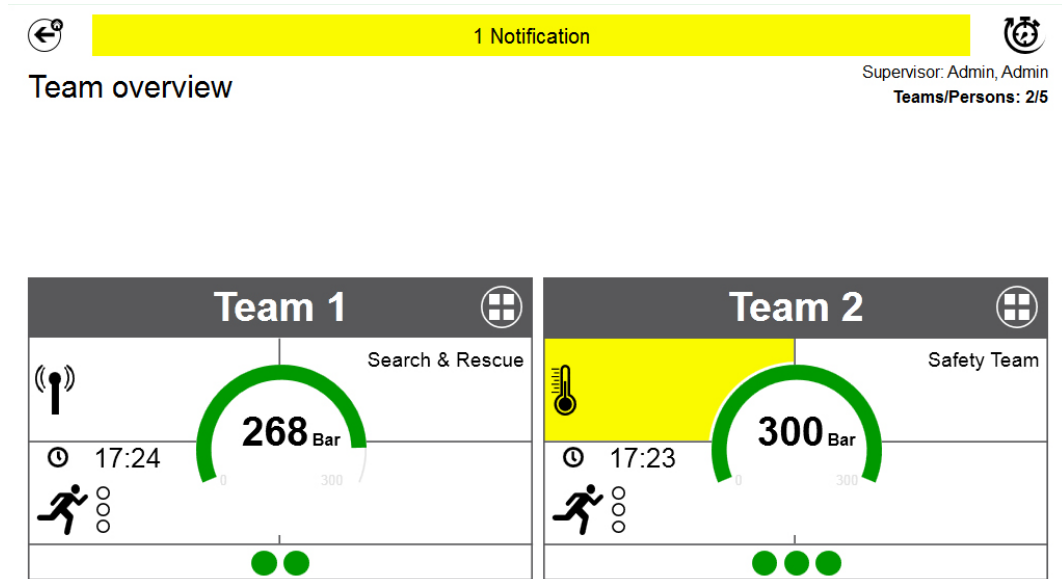 1 Notification
Team overview
Supervisor: Admin, Admin
Teams/Persons: 2/5
Team 1
Search & Rescue
268 Bar
0 300
17:24
Team 2
Safety Team
300 Bar
0 300
17:23